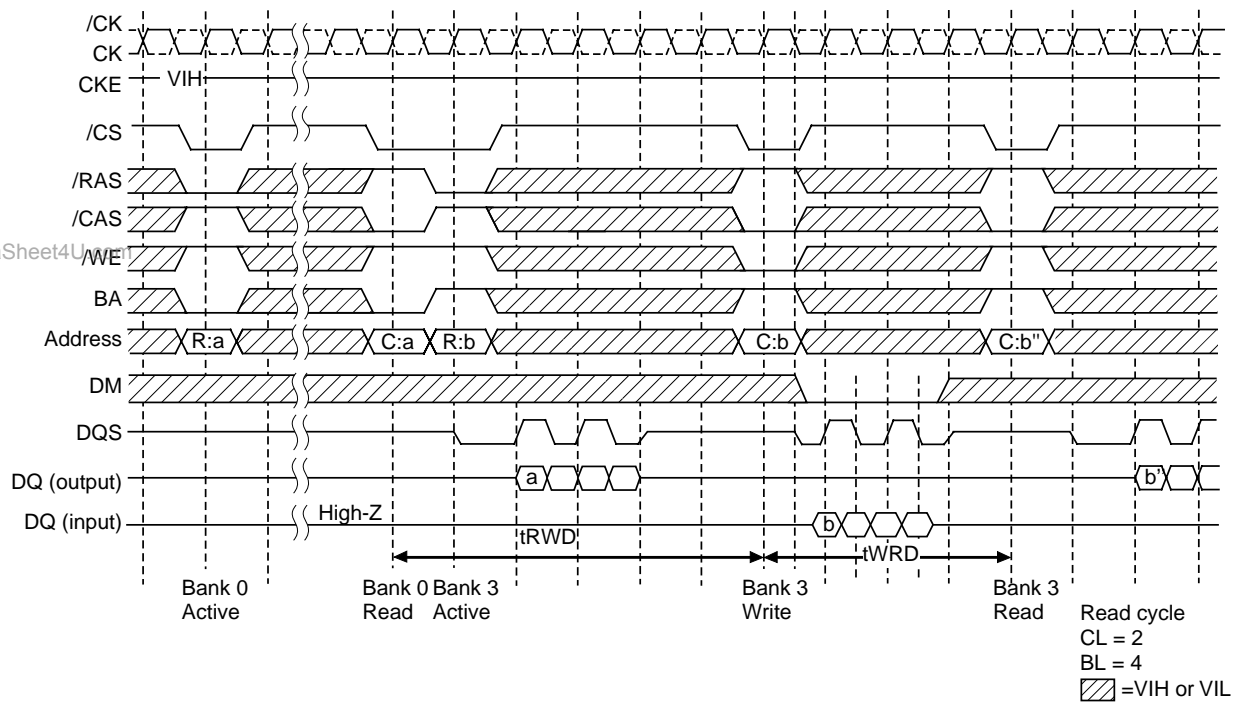 /CK
CK
CKE VIH
/CS
/RAS
/CAS
aSheet4U.com
/WE
BA
Address R:a C:a R:b C:b C:b"
DM
DQS
DQ (output) a b'
DQ (input) High-Z b
tRWD tWRD
Bank 0 Active
Bank 0 Read
Bank 3 Active
Bank 3 Write
Bank 3 Read
Read cycle
CL = 2
BL = 4
=VIH or VIL